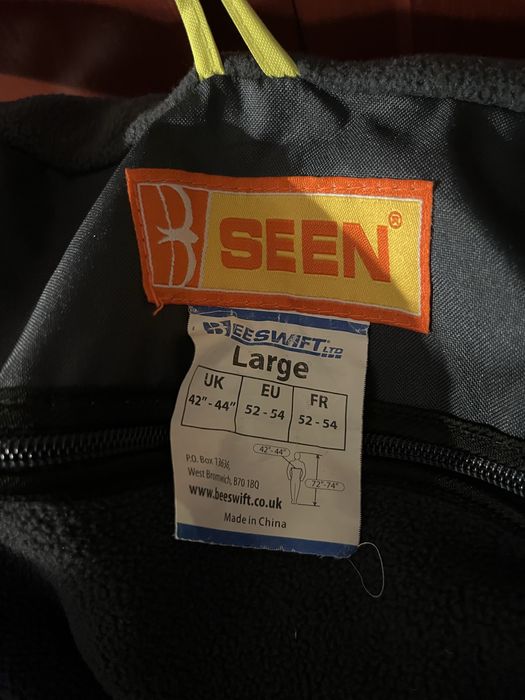 B SEEN®
BEESWIFT LTD
Large
UK EU FR
42"-44" 52-54 52-54
P.O. Box 13636,
West Bromwich, B70 1BQ
www.beeswift.co.uk
Made in China
42"-44"
72"-74"